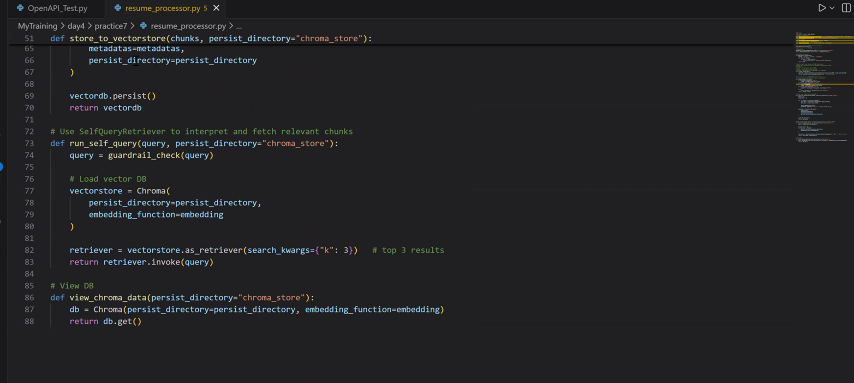 OpenAPI_Test.py resume_processor.py 5
MyTraining > day4 > practice7 > resume_processor.py > ...
51 def store_to_vectorstore(chunks, persist_directory="chroma_store"):
65 metadatas=metadatas,
66 persist_directory=persist_directory
67 )
68
69 vectordb.persist()
70 return vectordb
71
72 # Use SelfQueryRetriever to interpret and fetch relevant chunks
73 def run_self_query(query, persist_directory="chroma_store"):
74 query = guardrail_check(query)
75
76 # Load vector DB
77 vectorstore = Chroma(
78 persist_directory=persist_directory,
79 embedding_function=embedding
80 )
81
82 retriever = vectorstore.as_retriever(search_kwargs={"k": 3}) # top 3 results
83 return retriever.invoke(query)
84
85 # View DB
86 def view_chroma_data(persist_directory="chroma_store"):
87 db = Chroma(persist_directory=persist_directory, embedding_function=embedding)
88 return db.get()